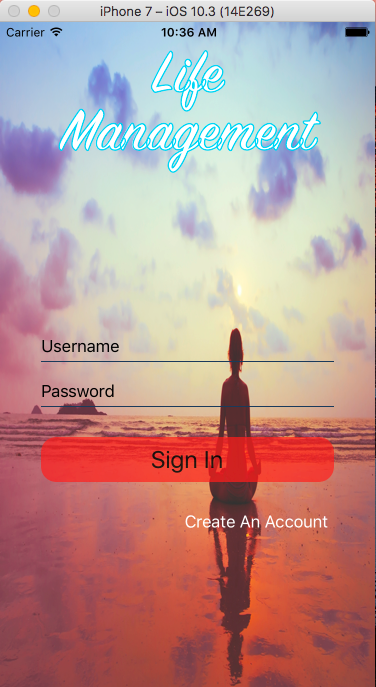 iPhone 7 – iOS 10.3 (14E269)
Carrier 10:36 AM
Life
Management
Username
Password
Sign In
Create An Account